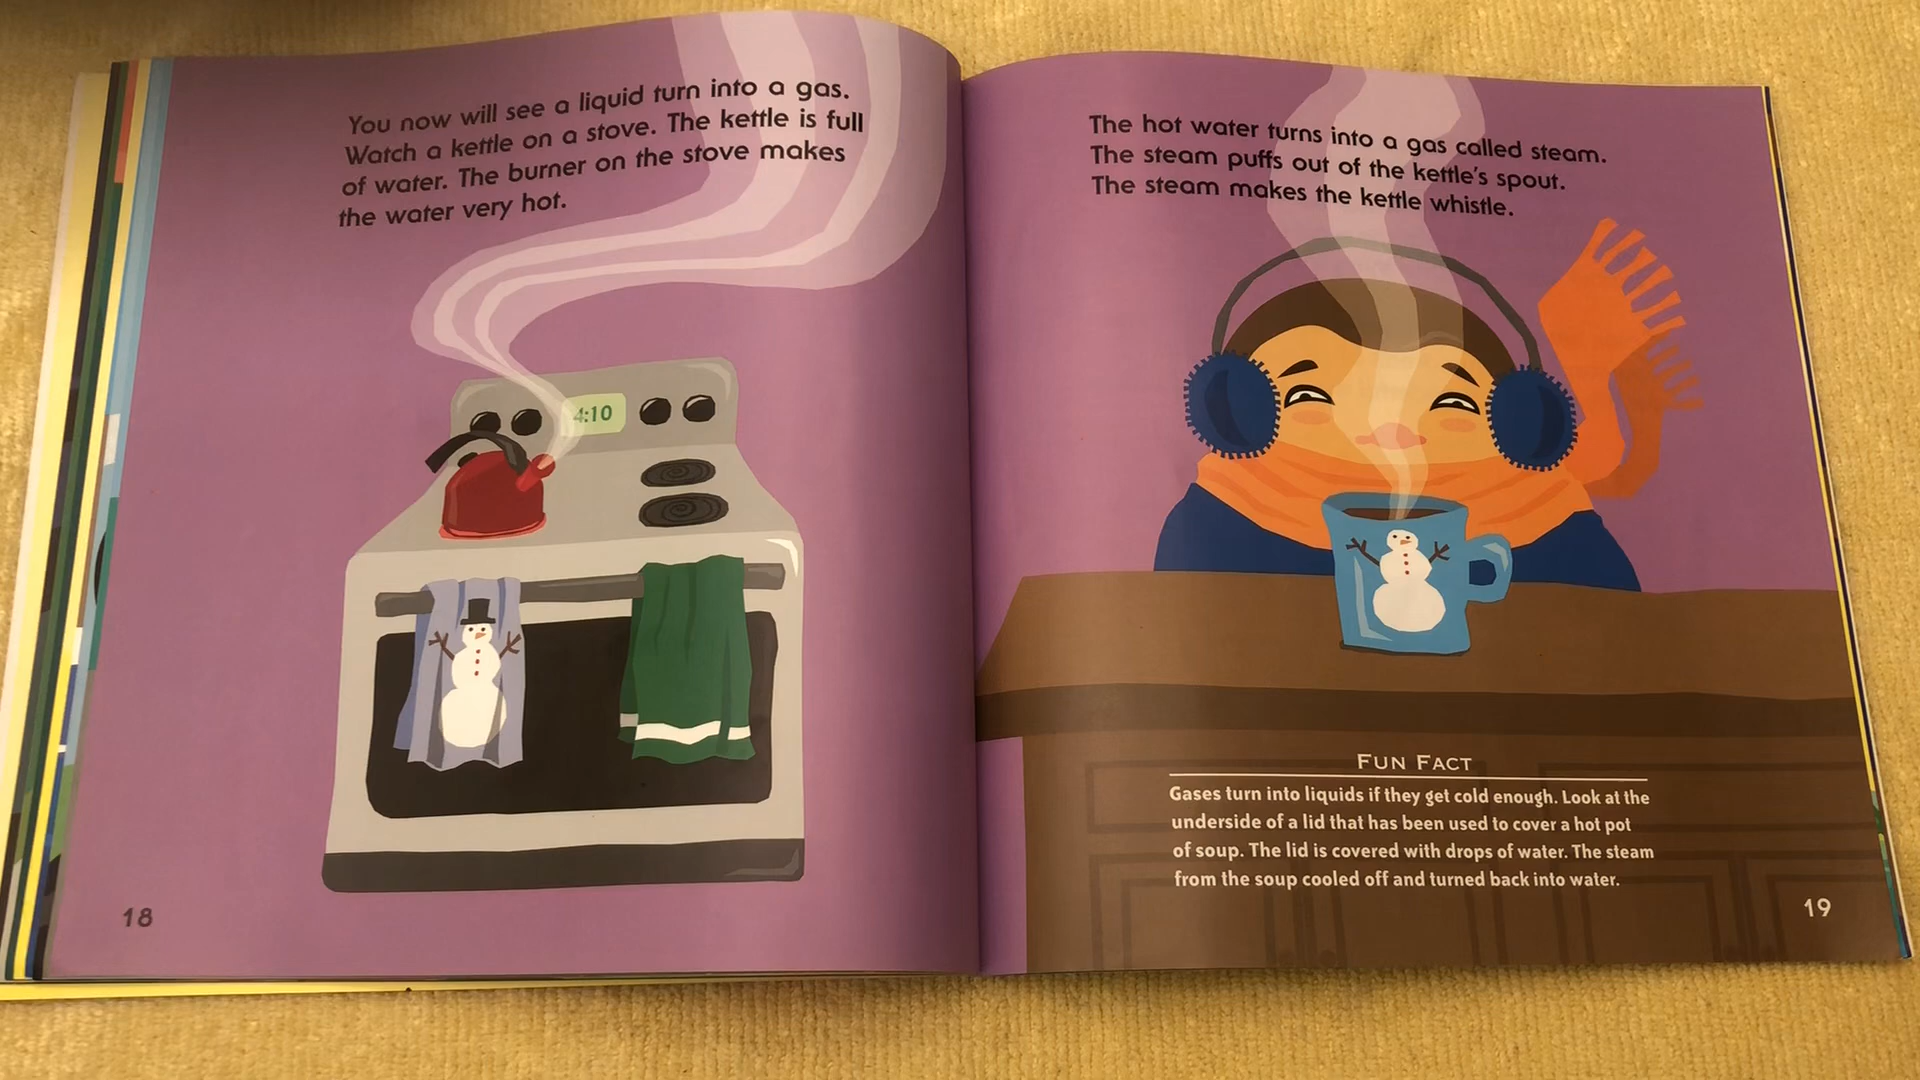 You now will see a liquid turn into a gas.
Watch a kettle on a stove. The kettle is full
of water. The burner on the stove makes
the water very hot.
4:10
18
The hot water turns into a gas called steam.
The steam puffs out of the kettle's spout.
The steam makes the kettle whistle.
FUN FACT
Gases turn into liquids if they get cold enough. Look at the
underside of a lid that has been used to cover a hot pot
of soup. The lid is covered with drops of water. The steam
from the soup cooled off and turned back into water.
19